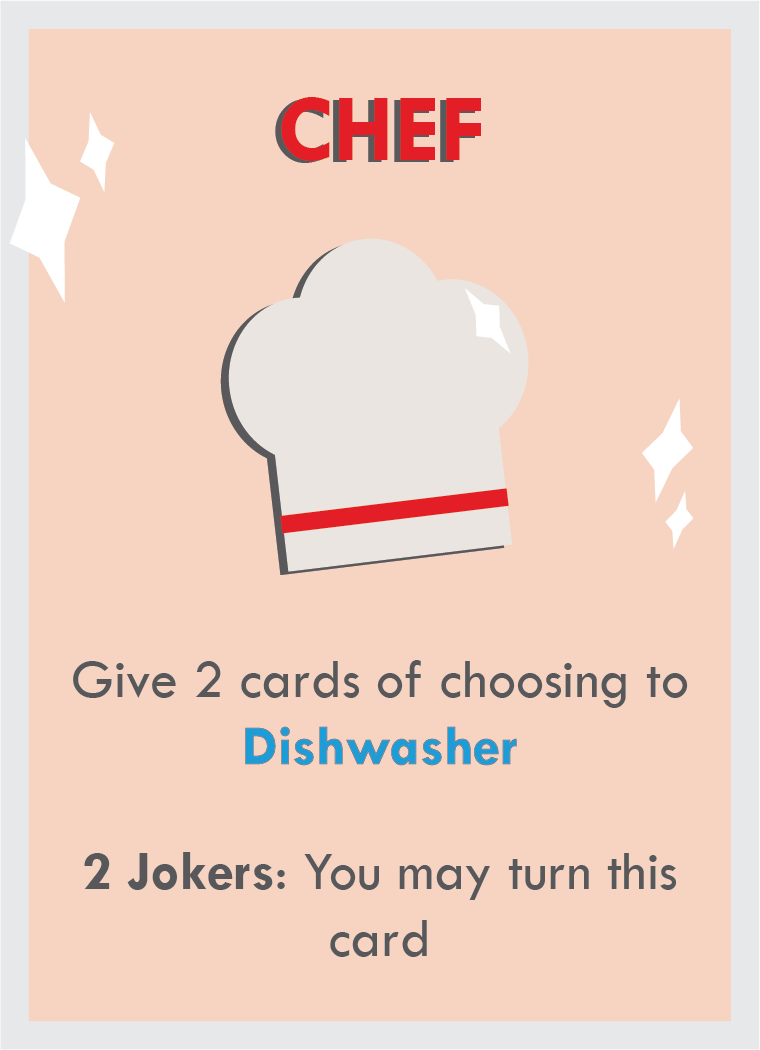 CHEF
Give 2 cards of choosing to
Dishwasher
2 Jokers: You may turn this
card